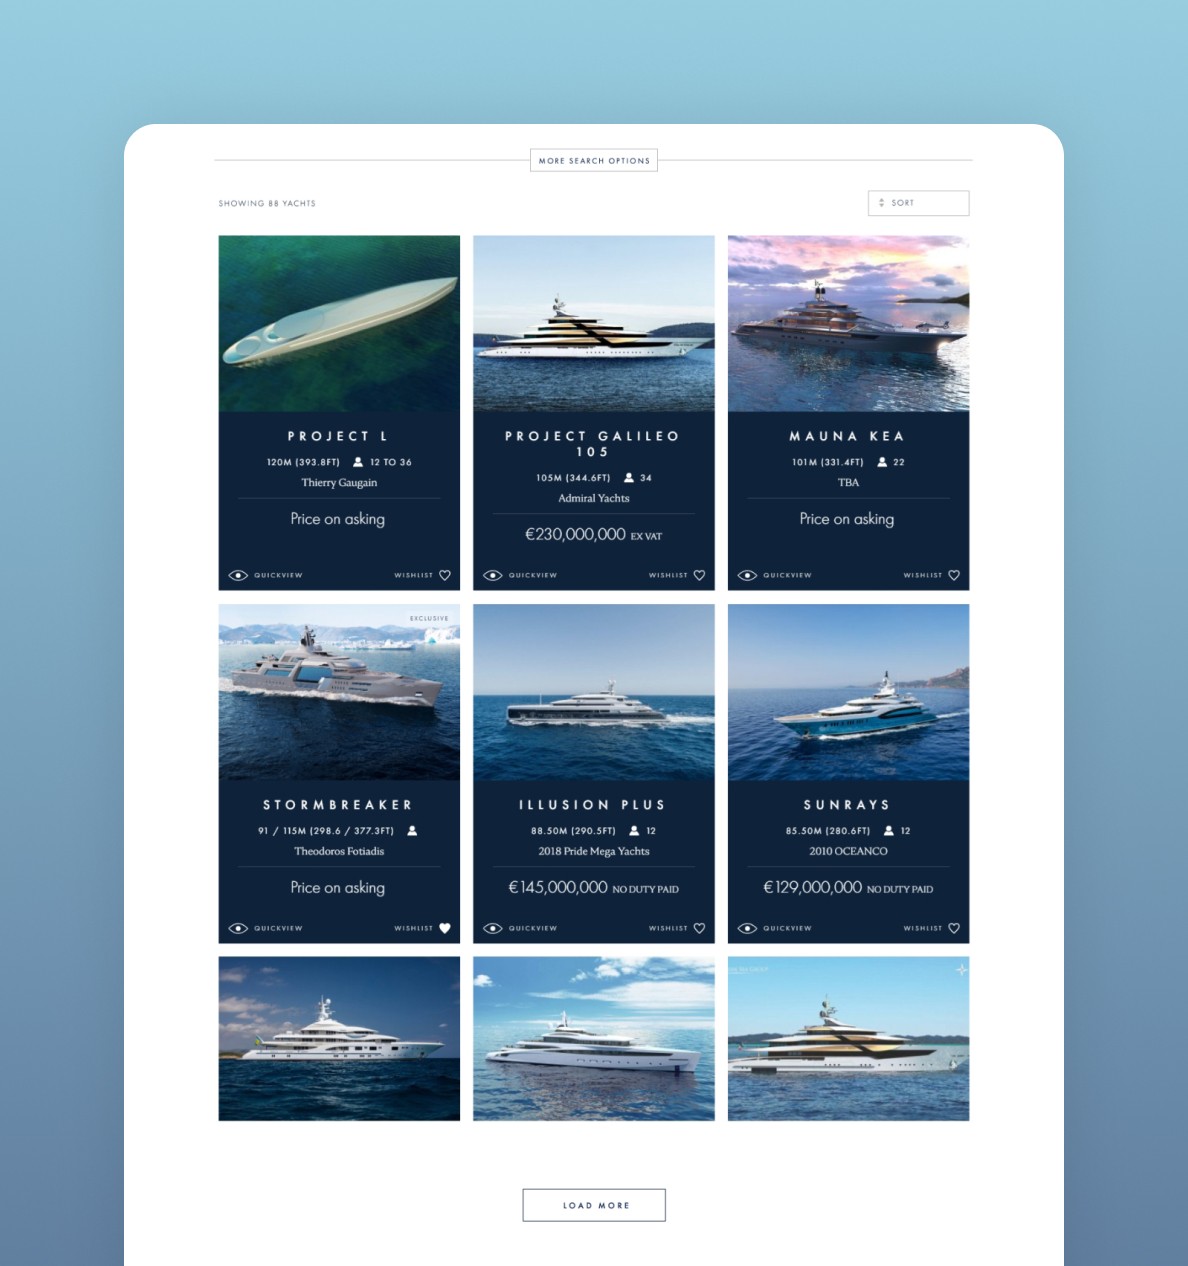 MORE SEARCH OPTIONS
SHOWING 88 YACHTS
SORT
PROJECT L
120M (393.8FT) 12 TO 36
Thierry Gaugain
Price on asking
QUICKVIEW WISHLIST
PROJECT GALILEO
105
105M (344.6FT) 34
Admiral Yachts
€230,000,000 EX VAT
QUICKVIEW WISHLIST
MAUNA KEA
101M (331.4FT) 22
TBA
Price on asking
QUICKVIEW WISHLIST
EXCLUSIVE
STORMBREAKER
91 / 115M (298.6 / 377.3FT)
Theodoros Fotiadis
Price on asking
QUICKVIEW WISHLIST
ILLUSION PLUS
88.50M (290.5FT) 12
2018 Pride Mega Yachts
€145,000,000 NO DUTY PAID
QUICKVIEW WISHLIST
SUNRAYS
85.50M (280.6FT) 12
2010 OCEANCO
€129,000,000 NO DUTY PAID
QUICKVIEW WISHLIST
LOAD MORE